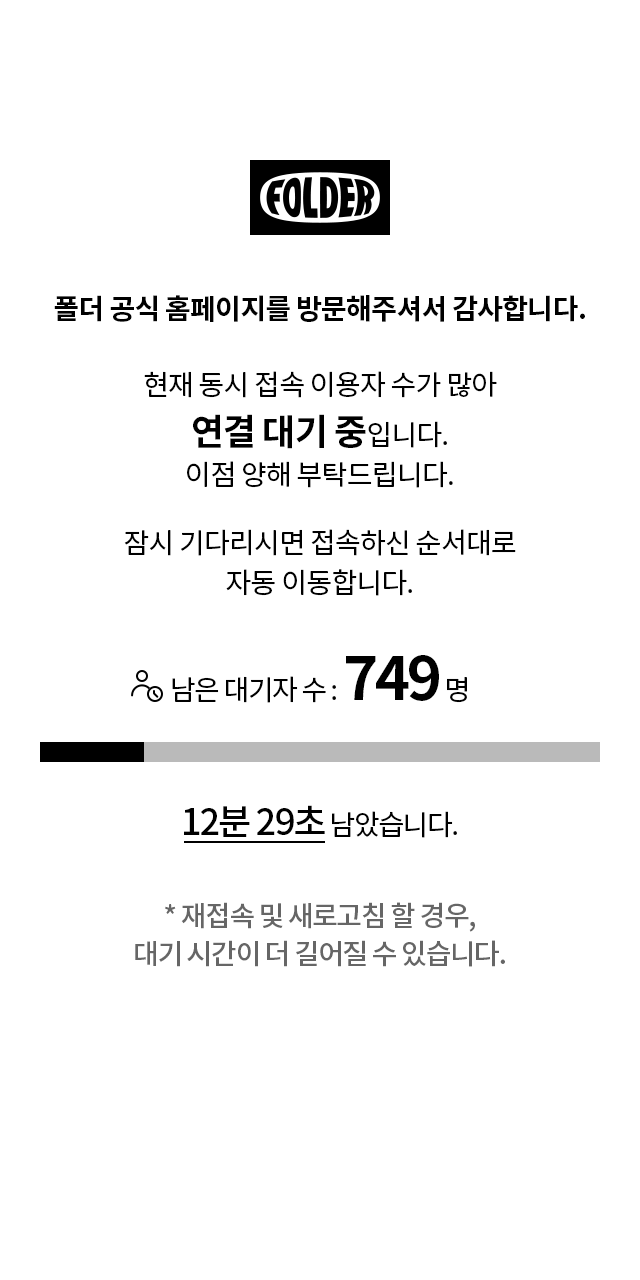 FOLDER
폴더 공식 홈페이지를 방문해주셔서 감사합니다.
현재 동시 접속 이용자 수가 많아
연결 대기 중입니다.
이점 양해 부탁드립니다.
잠시 기다리시면 접속하신 순서대로
자동 이동합니다.
남은 대기자 수 : 749 명
12분 29초 남았습니다.
* 재접속 및 새로고침 할 경우,
대기 시간이 더 길어질 수 있습니다.